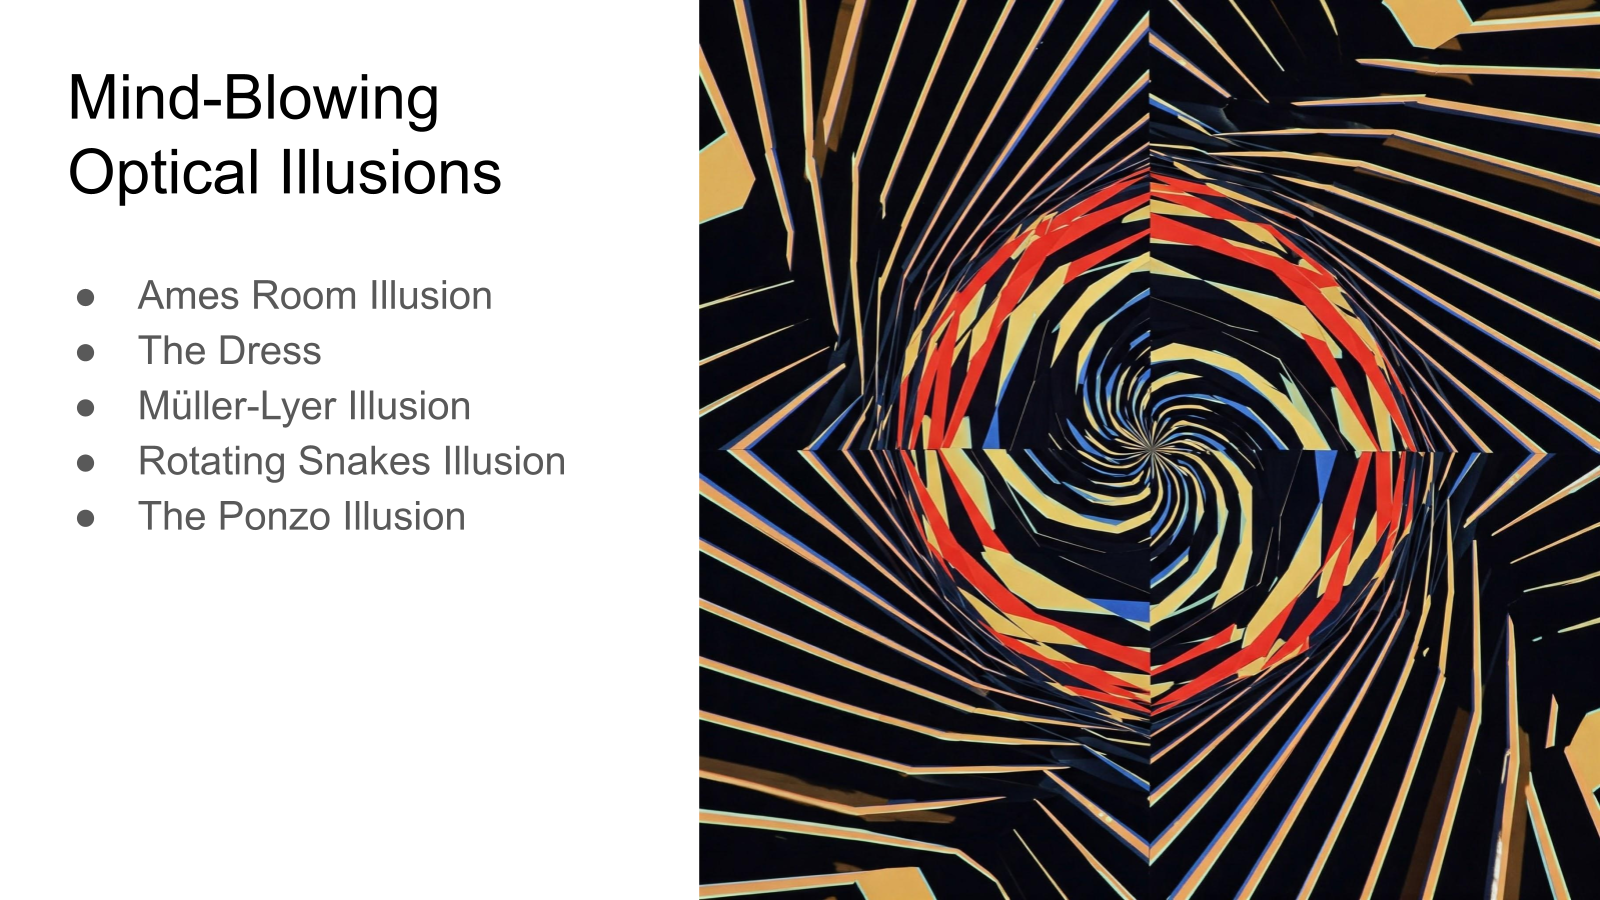 Mind-Blowing
Optical Illusions
● Ames Room Illusion
● The Dress
● Müller-Lyer Illusion
● Rotating Snakes Illusion
● The Ponzo Illusion